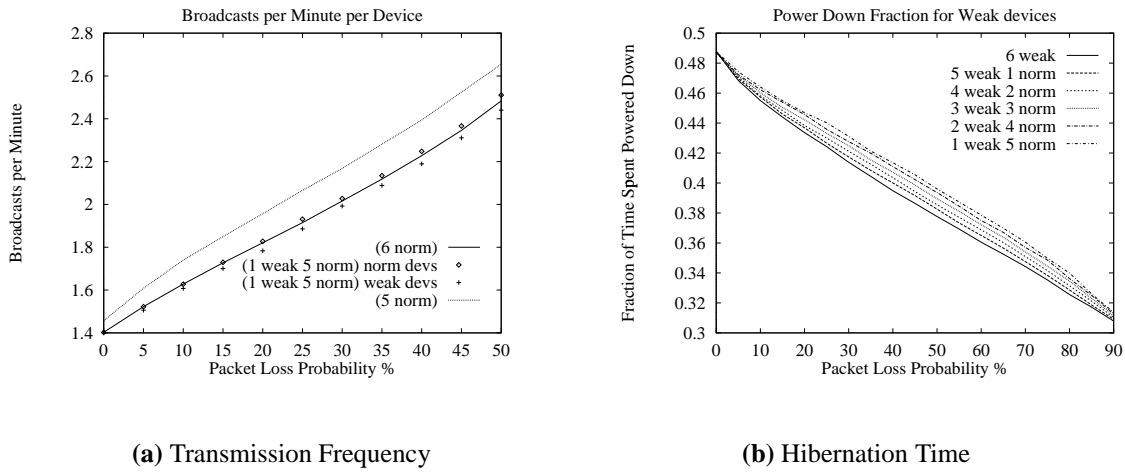 Broadcasts per Minute per Device
Broadcasts per Minute
2.8
2.6
2.4
2.2
2
1.8
1.6
1.4
(6 norm)
(1 weak 5 norm) norm devs
(1 weak 5 norm) weak devs
(5 norm)
0 5 10 15 20 25 30 35 40 45 50
Packet Loss Probability %
(a) Transmission Frequency
Power Down Fraction for Weak devices
Fraction of Time Spent Powered Down
0.5
0.48
0.46
0.44
0.42
0.4
0.38
0.36
0.34
0.32
0.3
6 weak
5 weak 1 norm
4 weak 2 norm
3 weak 3 norm
2 weak 4 norm
1 weak 5 norm
0 10 20 30 40 50 60 70 80 90
Packet Loss Probability %
(b) Hibernation Time